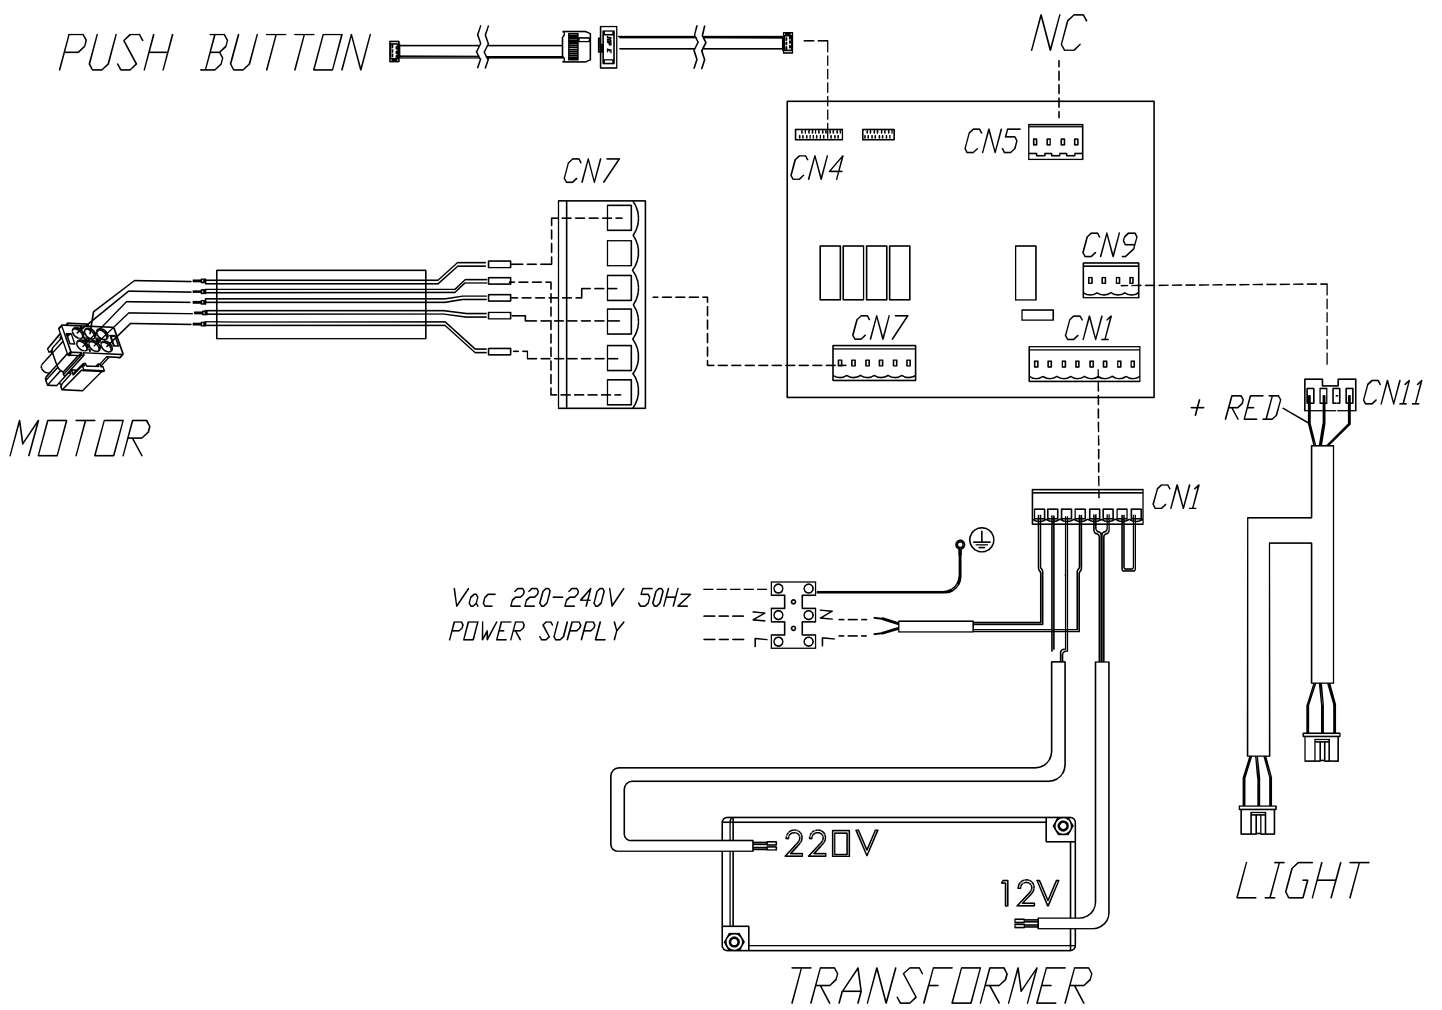 PUSH BUTTON
NC
CN5
CN4
CN7
CN9
CN7
CN1
CN11
+ RED
MOTOR
CN1
Vac 220-240V 50Hz
POWER SUPPLY
N
N
L
L
220V
12V
LIGHT
TRANSFORMER